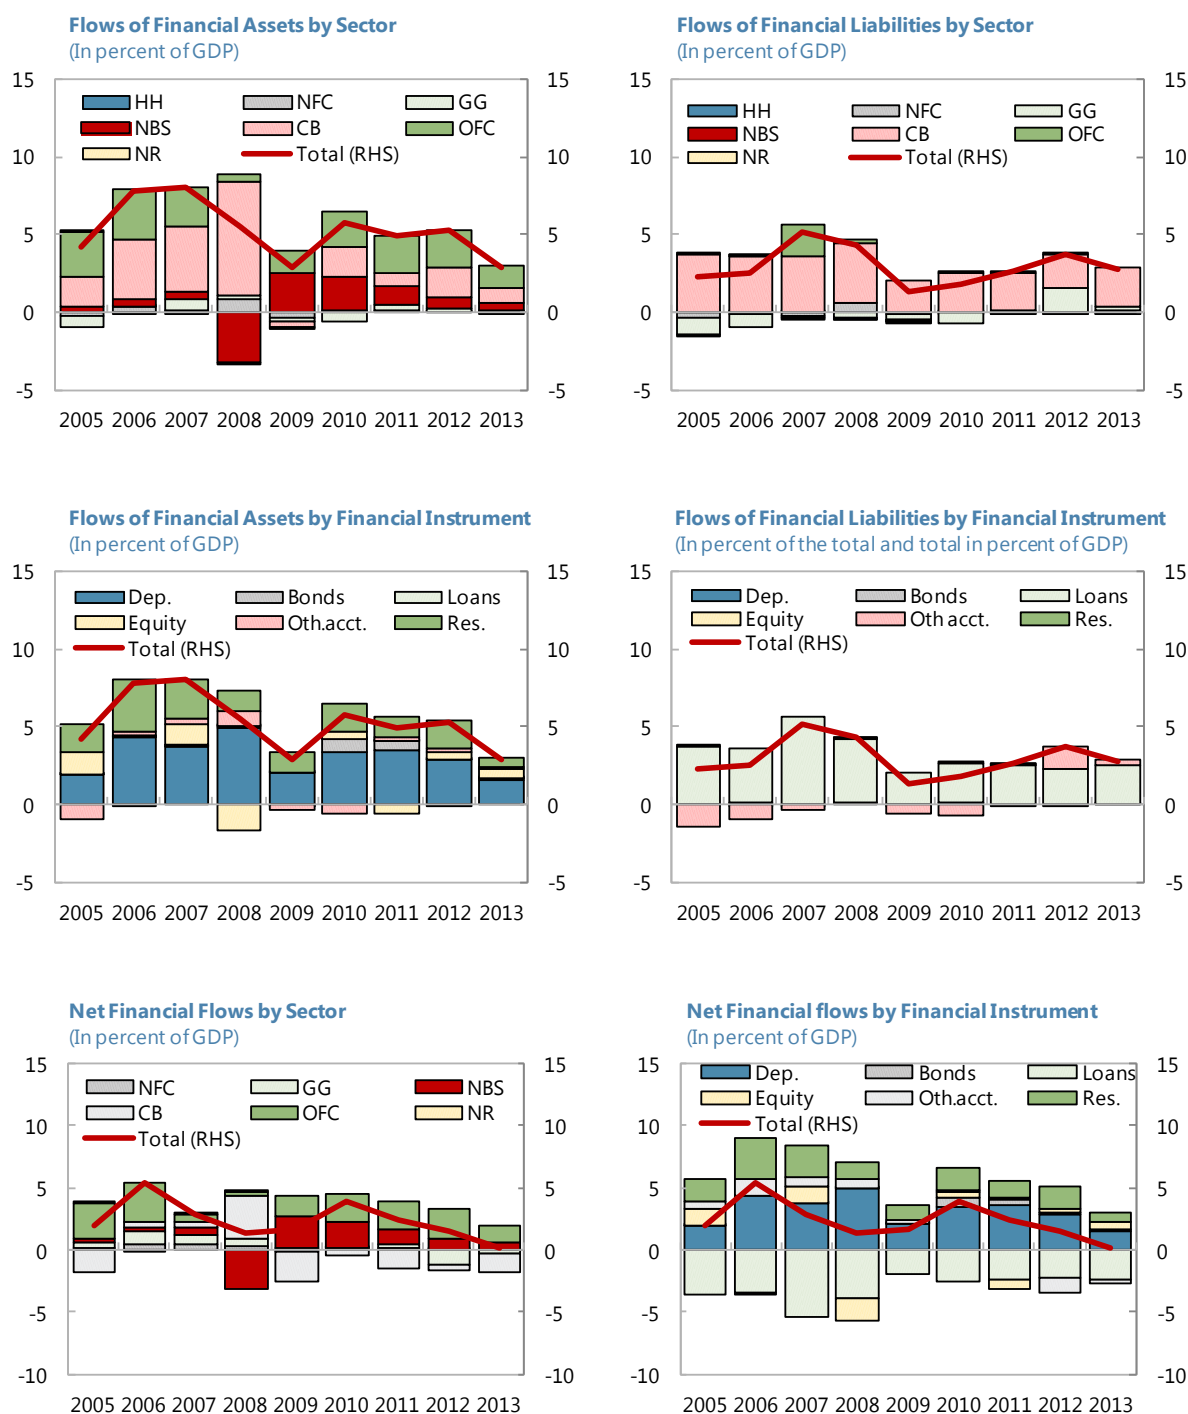 Flows of Financial Assets by Sector
(In percent of GDP)
15 15
HH NFC GG
NBS CB OFC
NR Total (RHS)
10 10
5 5
0 0
-5 -5
2005 2006 2007 2008 2009 2010 2011 2012 2013
Flows of Financial Liabilities by Sector
(In percent of GDP)
15 15
HH NFC GG
NBS CB OFC
NR Total (RHS)
10 10
5 5
0 0
-5 -5
2005 2006 2007 2008 2009 2010 2011 2012 2013
Flows of Financial Assets by Financial Instrument
(In percent of GDP)
15 15
Dep. Bonds Loans
Equity Oth.acct. Res.
Total (RHS)
10 10
5 5
0 0
-5 -5
2005 2006 2007 2008 2009 2010 2011 2012 2013
Flows of Financial Liabilities by Financial Instrument
(In percent of the total and total in percent of GDP)
15 15
Dep. Bonds Loans
Equity Oth acct. Res.
Total (RHS)
10 10
5 5
0 0
-5 -5
2005 2006 2007 2008 2009 2010 2011 2012 2013
Net Financial Flows by Sector
(In percent of GDP)
15 15
NFC GG NBS
CB OFC NR
Total (RHS)
10 10
5 5
0 0
-5 -5
-10 -10
2005 2006 2007 2008 2009 2010 2011 2012 2013
Net Financial flows by Financial Instrument
(In percent of GDP)
15 15
Dep. Bonds Loans
Equity Oth.acct. Res.
Total (RHS)
10 10
5 5
0 0
-5 -5
-10 -10
2005 2006 2007 2008 2009 2010 2011 2012 2013